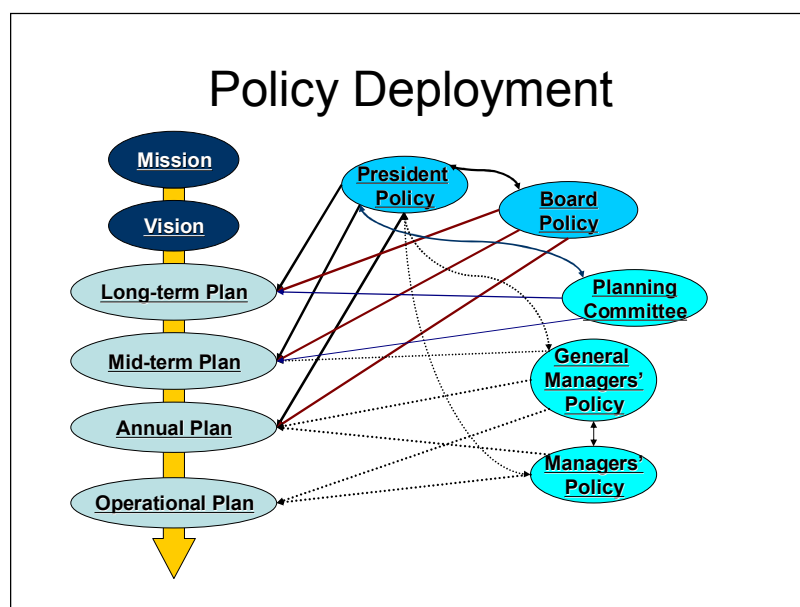 Policy Deployment
Mission
Vision
Long-term Plan
Mid-term Plan
Annual Plan
Operational Plan
President
Policy
Board
Policy
Planning
Committee
General
Managers’
Policy
Managers’
Policy